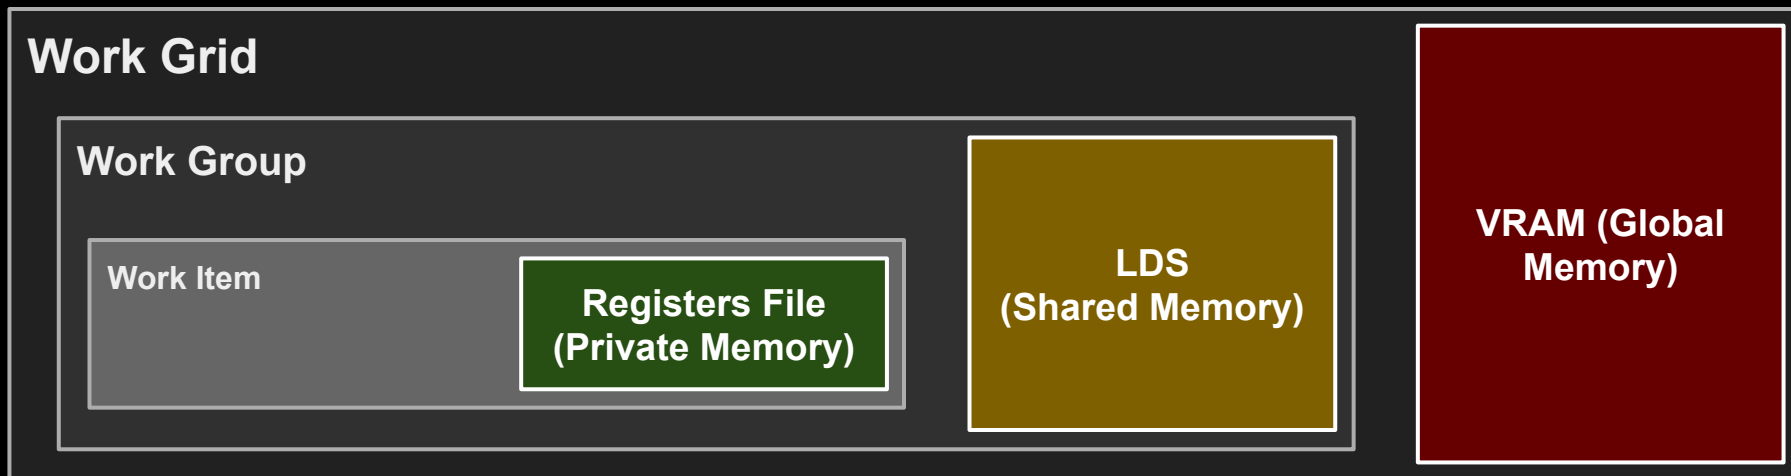 Work Grid
Work Group
Work Item
Registers File
(Private Memory)
LDS
(Shared Memory)
VRAM (Global
Memory)